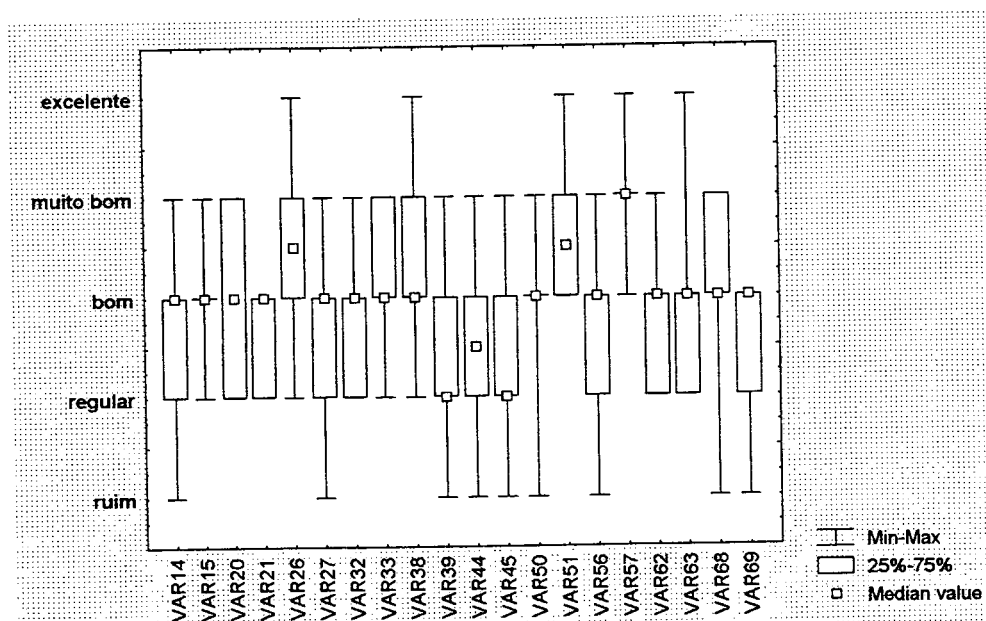 excelente
muito bom
bom
regular
ruim
VAR14
VAR15
VAR20
VAR21
VAR26
VAR27
VAR32
VAR33
VAR38
VAR39
VAR44
VAR45
VAR50
VAR51
VAR56
VAR57
VAR62
VAR63
VAR68
VAR69
Min-Max
25%-75%
Median value